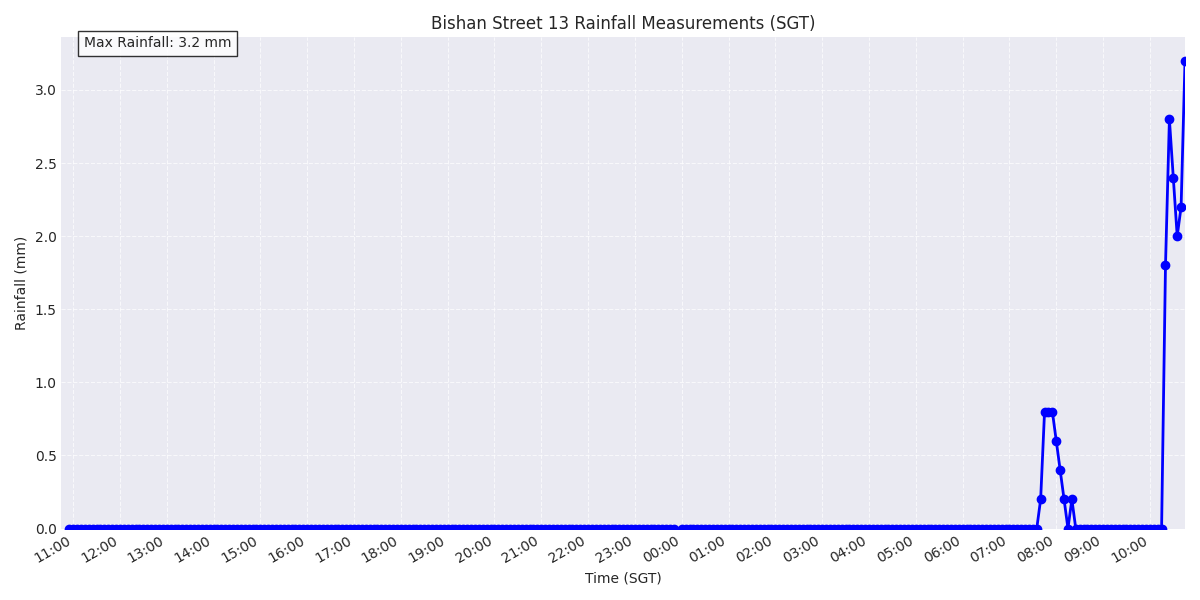 Bishan Street 13 Rainfall Measurements (SGT)
Max Rainfall: 3.2 mm
Rainfall (mm)
3.0
2.5
2.0
1.5
1.0
0.5
0.0
11:00 12:00 13:00 14:00 15:00 16:00 17:00 18:00 19:00 20:00 21:00 22:00 23:00 00:00 01:00 02:00 03:00 04:00 05:00 06:00 07:00 08:00 09:00 10:00
Time (SGT)